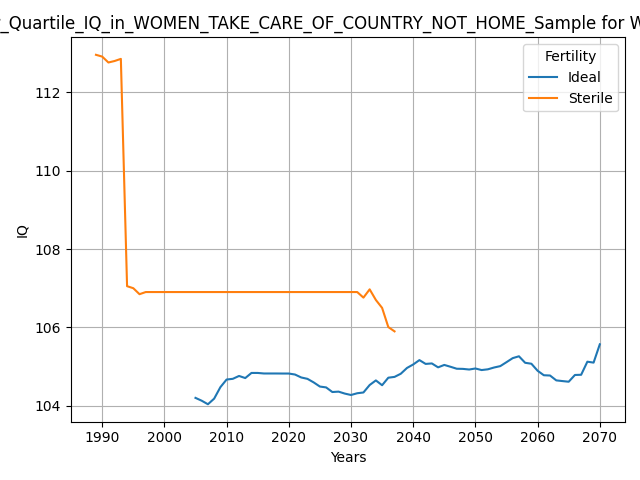 _Quartile_IQ_in_WOMEN_TAKE_CARE_OF_COUNTRY_NOT_HOME_Sample for W
Fertility
Ideal
Sterile
112
110
108
106
104
IQ
1990 2000 2010 2020 2030 2040 2050 2060 2070
Years